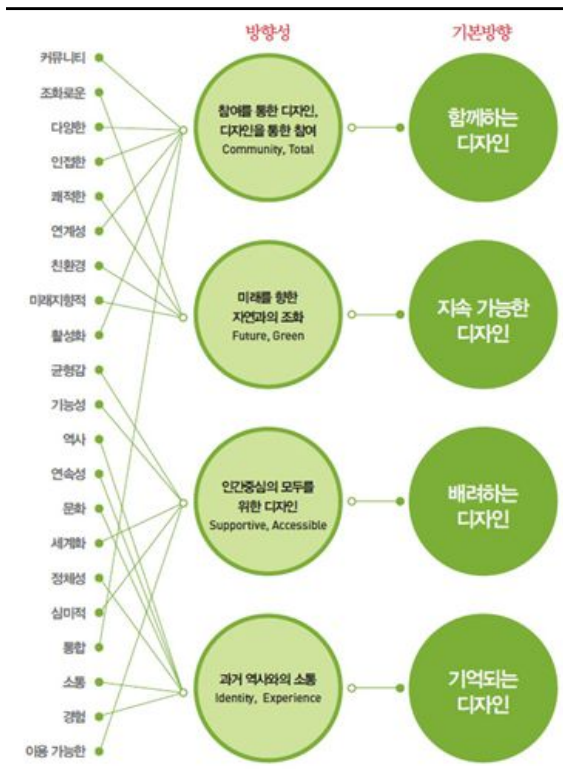 방향성
기본방향
커뮤니티
조화로운
다양한
인접한
쾌적한
연계성
친환경
미래지향적
활성화
균형감
기능성
역사
연속성
문화
세계화
정체성
심미적
통합
소통
경험
이용 가능한
참여를 통한 디자인,
디자인을 통한 참여
Community, Total
함께하는
디자인
미래를 향한
자연과의 조화
Future, Green
지속 가능한
디자인
인간중심의 모두를
위한 디자인
Supportive, Accessible
배려하는
디자인
과거 역사와의 소통
Identity, Experience
기억되는
디자인